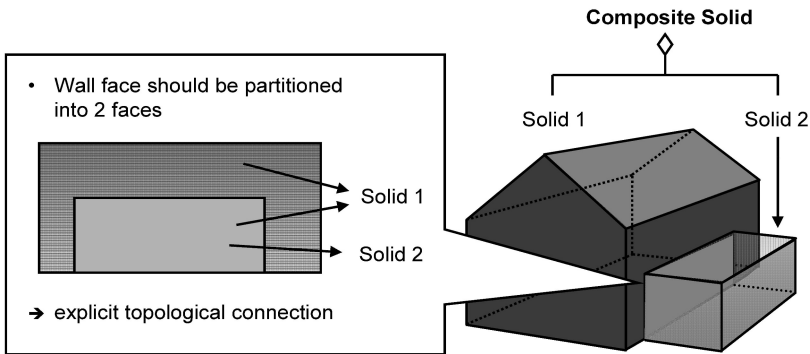 Composite Solid
• Wall face should be partitioned
into 2 faces
Solid 1
Solid 2
➔ explicit topological connection
Solid 1
Solid 2